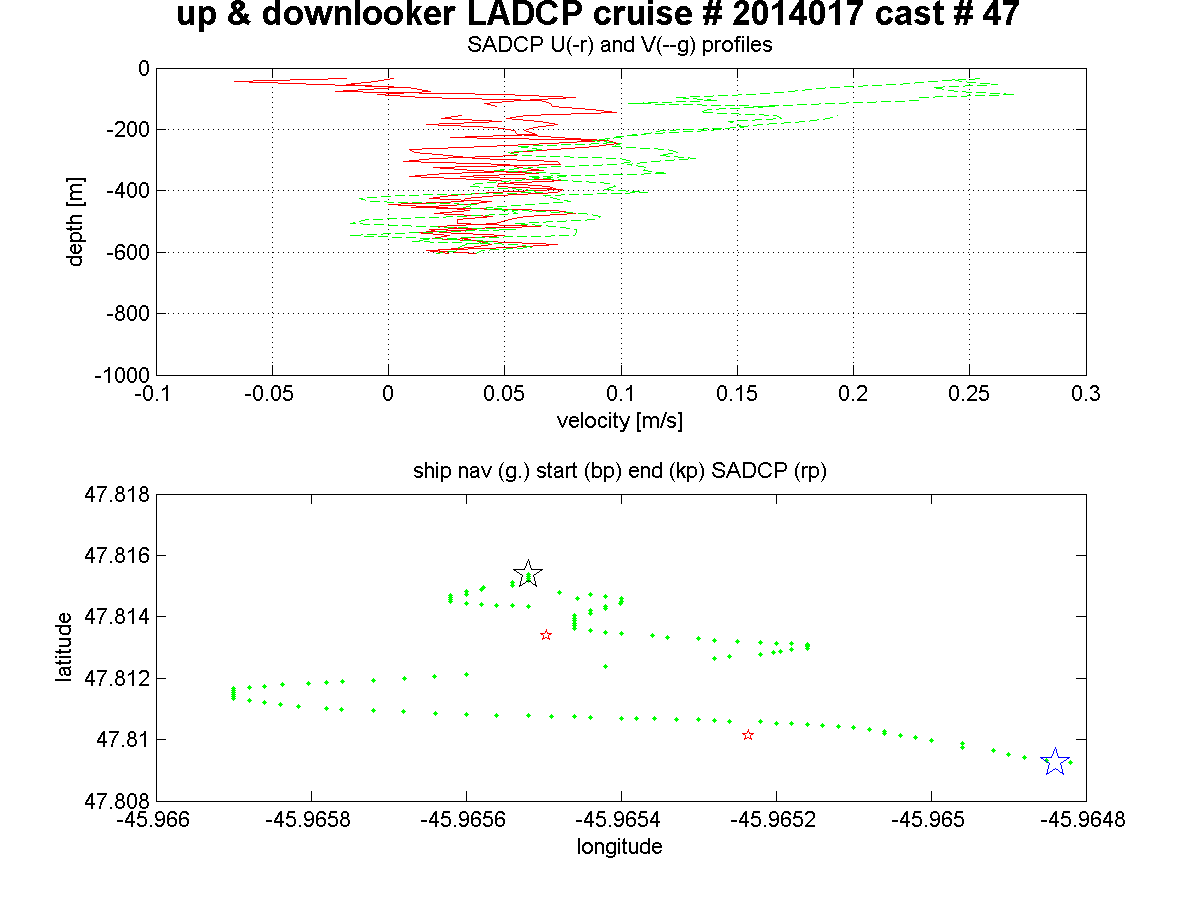 up & downlooker LADCP cruise # 2014017 cast # 47
SADCP U(-r) and V(--g) profiles
0
-200
-400
-600
-800
-1000
depth [m]
-0.1 -0.05 0 0.05 0.1 0.15 0.2 0.25 0.3
velocity [m/s]
ship nav (g.) start (bp) end (kp) SADCP (rp)
47.818
47.816
47.814
47.812
47.81
47.808
latitude
-45.966 -45.9658 -45.9656 -45.9654 -45.9652 -45.965 -45.9648
longitude